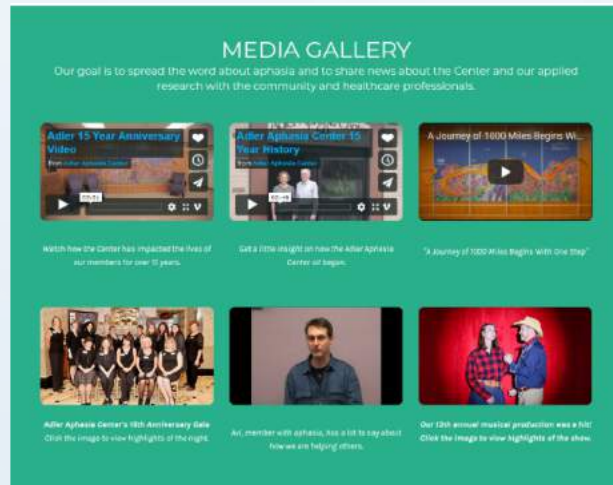 MEDIA GALLERY
Our goal is to spread the word about aphasia and to share news about the Center and our applied
research with the community and healthcare professionals.
Adler 15 Year Anniversary
Video
from Adler Aphasia Center
Adler Aphasia Center 15
Year History
from Adler Aphasia Center
A Journey of 1000 Miles Begins Wi...
Watch how the Center has impacted the lives of
our members for over 15 years.
Get a little insight on how the Adler Aphasia
Center all began.
"A Journey of 1000 Miles Begins With One Step"
Adler Aphasia Center's 15th Anniversary Gala
Click the image to view highlights of the night.
Avi, member with aphasia, has a lot to say about
how we are helping others.
Our 13th annual musical production was a hit!
Click the image to view highlights of the show.